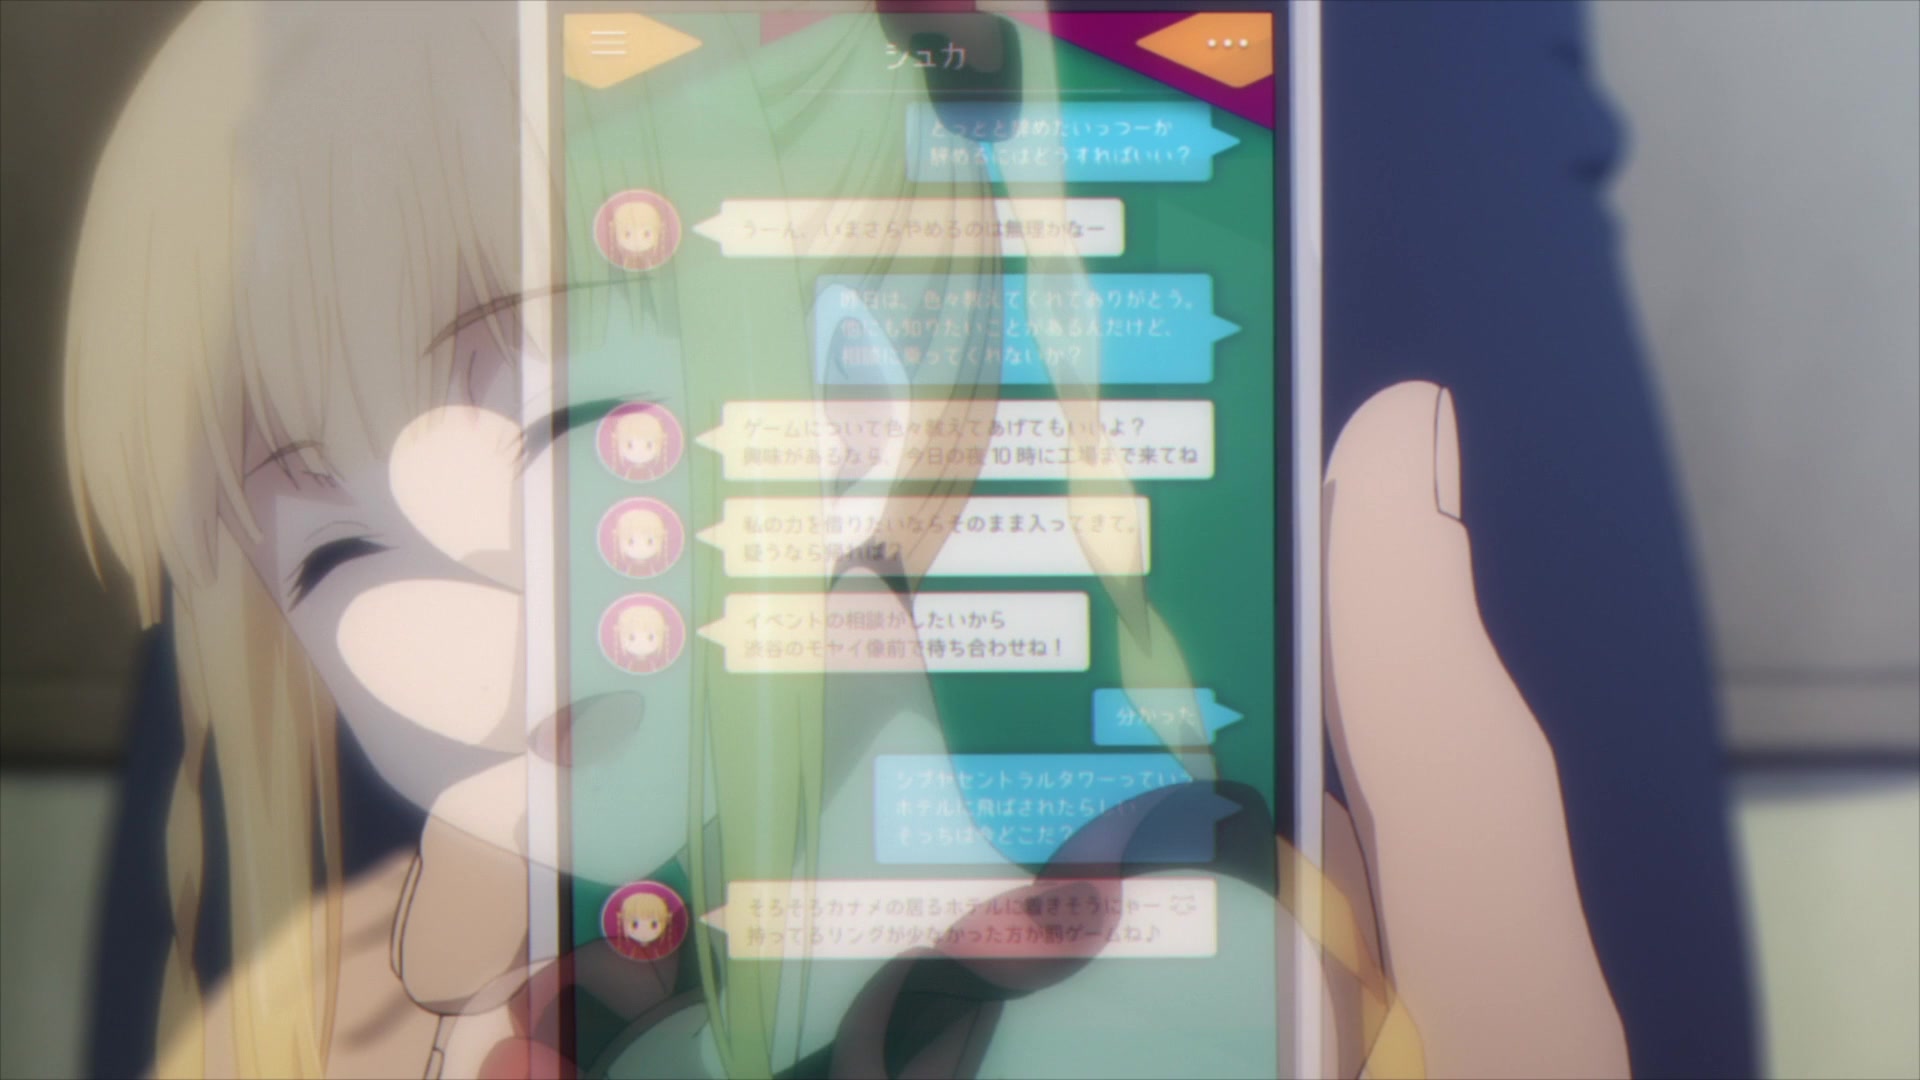 シュカ
とっとと辞めたいっつーか
辞めるにはどうすればいい？
うーん、いまさらやめるのは無理かなー
昨日は、色々教えてくれてありがとう。
他にも知りたいことがあるんだけど、
相談に乗ってくれないか？
ゲームについて色々教えてあげてもいいよ？
興味があるなら、今日の夜10時に工場まで来てね
私の力を借りたいならそのまま入ってきて。
疑うなら帰れば？
イベントの相談がしたいから
渋谷のモヤイ像前で待ち合わせね！
分かった
シブヤセントラルタワーっていう
ホテルに飛ばされたらしい
そっちは今どこだ？
そろそろカナメの居るホテルに着きそうにゃー
持ってるリングが少なかった方が罰ゲームね♪